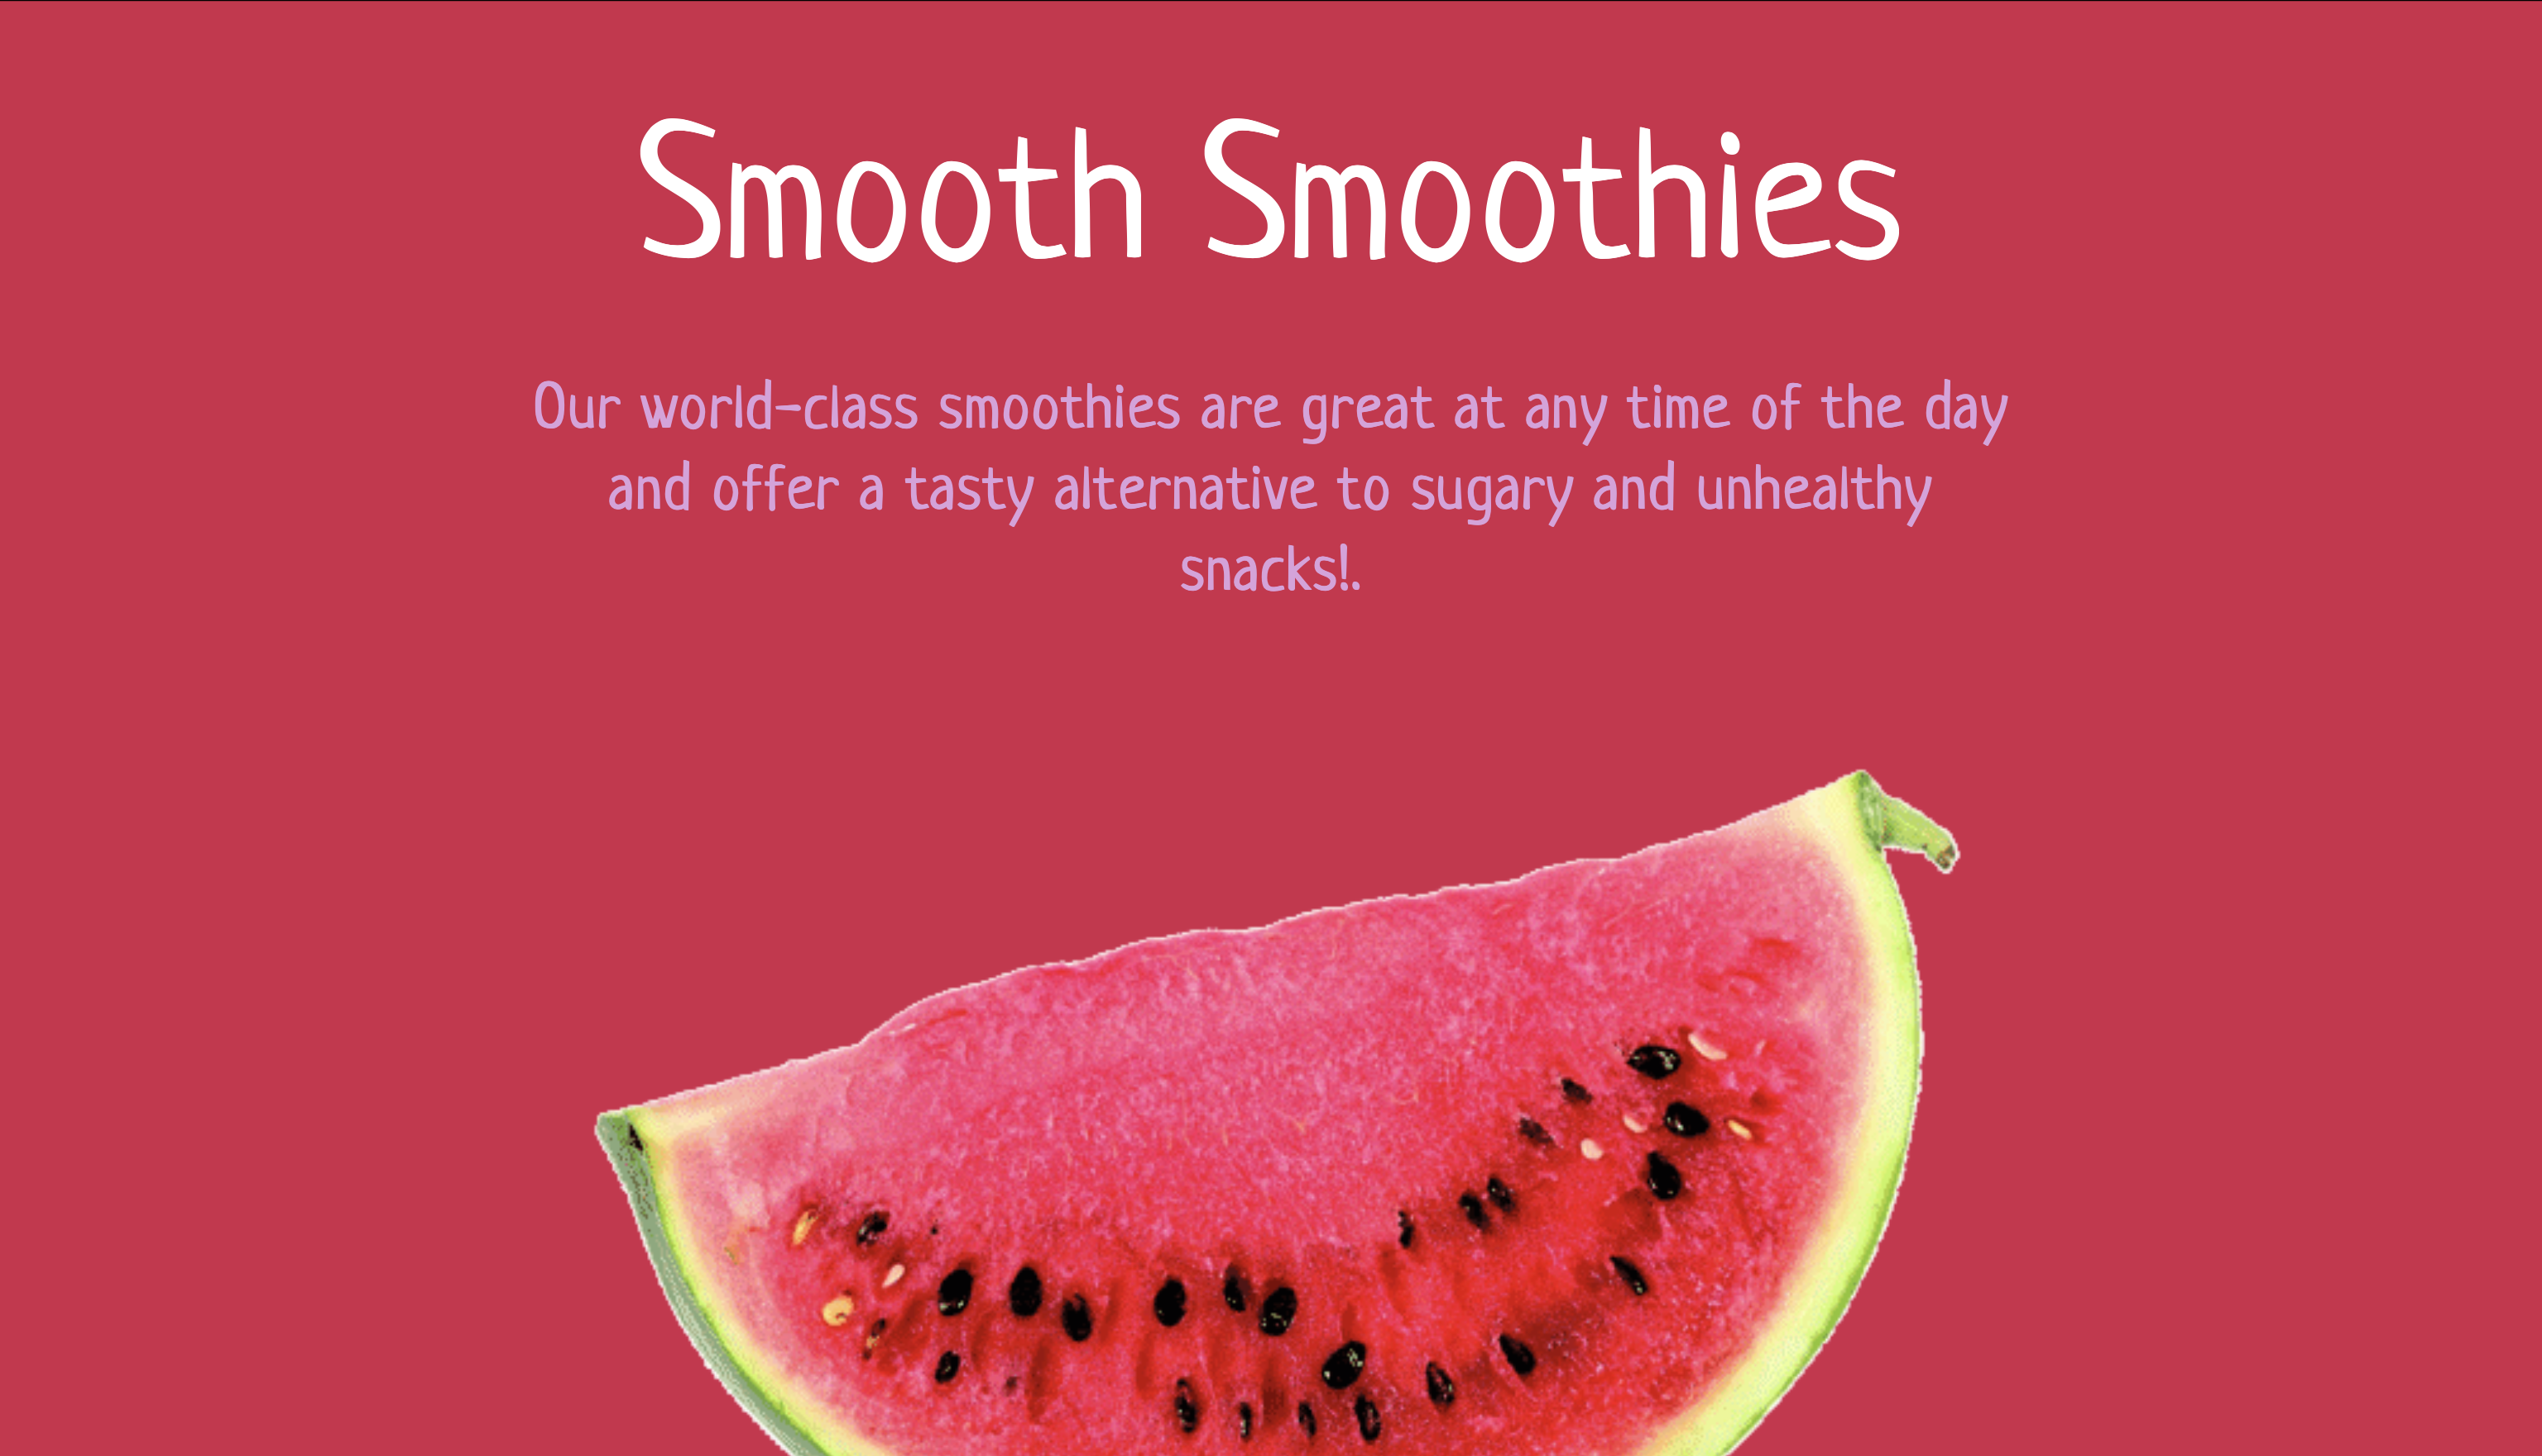 Smooth Smoothies
Our world-class smoothies are great at any time of the day
and offer a tasty alternative to sugary and unhealthy
snacks!.